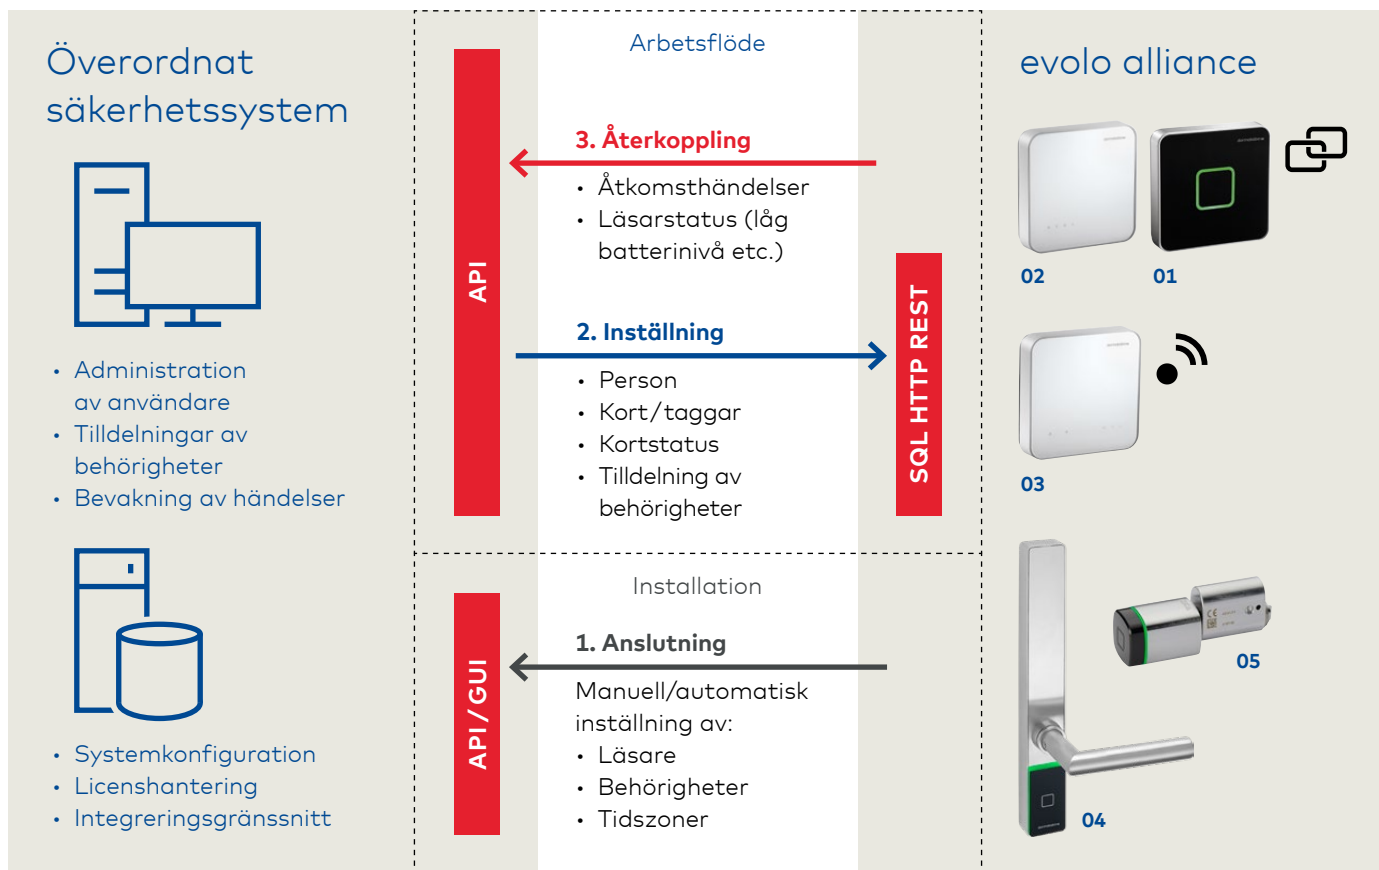 Överordnat
säkerhetssystem
• Administration
av användare
• Tilldelningar av
behörigheter
• Bevakning av händelser
• Systemkonfiguration
• Licenshantering
• Integreringsgränssnitt
Arbetsflöde
API
3. Återkoppling
• Åtkomsthändelser
• Läsarstatus (låg
batterinivå etc.)
2. Inställning
• Person
• Kort/taggar
• Kortstatus
• Tilldelning av
behörigheter
SQL HTTP REST
Installation
API/GUI
1. Anslutning
Manuell/automatisk
inställning av:
• Läsare
• Behörigheter
• Tidszoner
evolo alliance
02
01
03
05
04